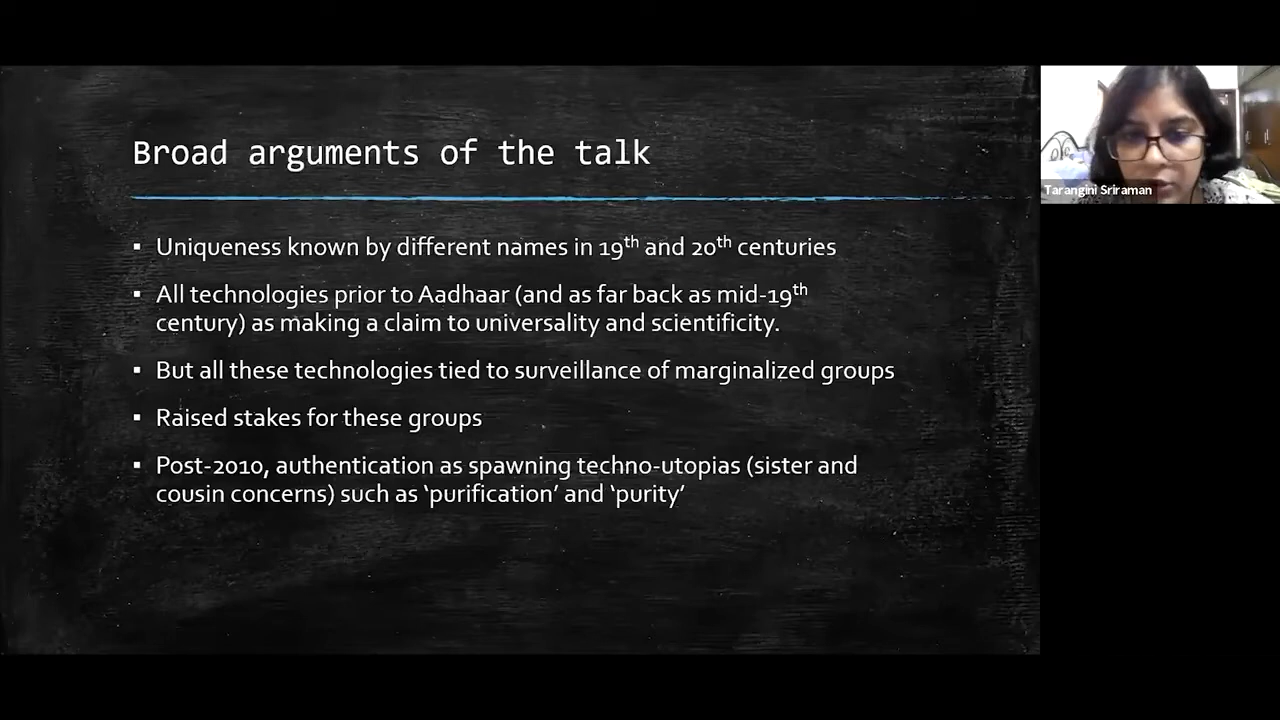 Broad arguments of the talk
▪ Uniqueness known by different names in 19th and 20th centuries
▪ All technologies prior to Aadhaar (and as far back as mid-19th
century) as making a claim to universality and scientificity.
▪ But all these technologies tied to surveillance of marginalized groups
▪ Raised stakes for these groups
▪ Post-2010, authentication as spawning techno-utopias (sister and
cousin concerns) such as ‘purification’ and ‘purity’
Tarangini Sriraman